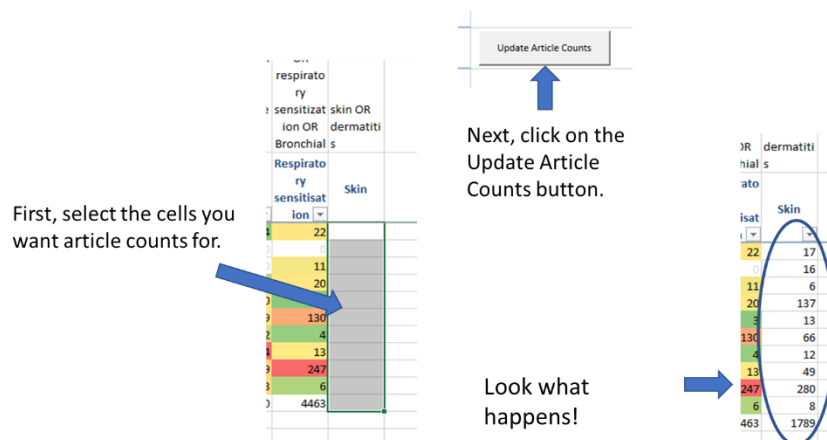 First, select the cells you
want article counts for.
OR
respirato
ry
e sensitizat skin OR
ion OR dermatiti
Bronchial s
Respirato
ry
sensitisat Skin
ion
22
0
11
20
130
4
13
247
6
4463
Update Article Counts
Next, click on the
Update Article
Counts button.
Look what
happens!
OR dermatiti
hial s
rato
isat Skin
22 17
0 16
11 6
20 137
3 13
130 66
4 12
13 49
247 280
6 8
463 1789